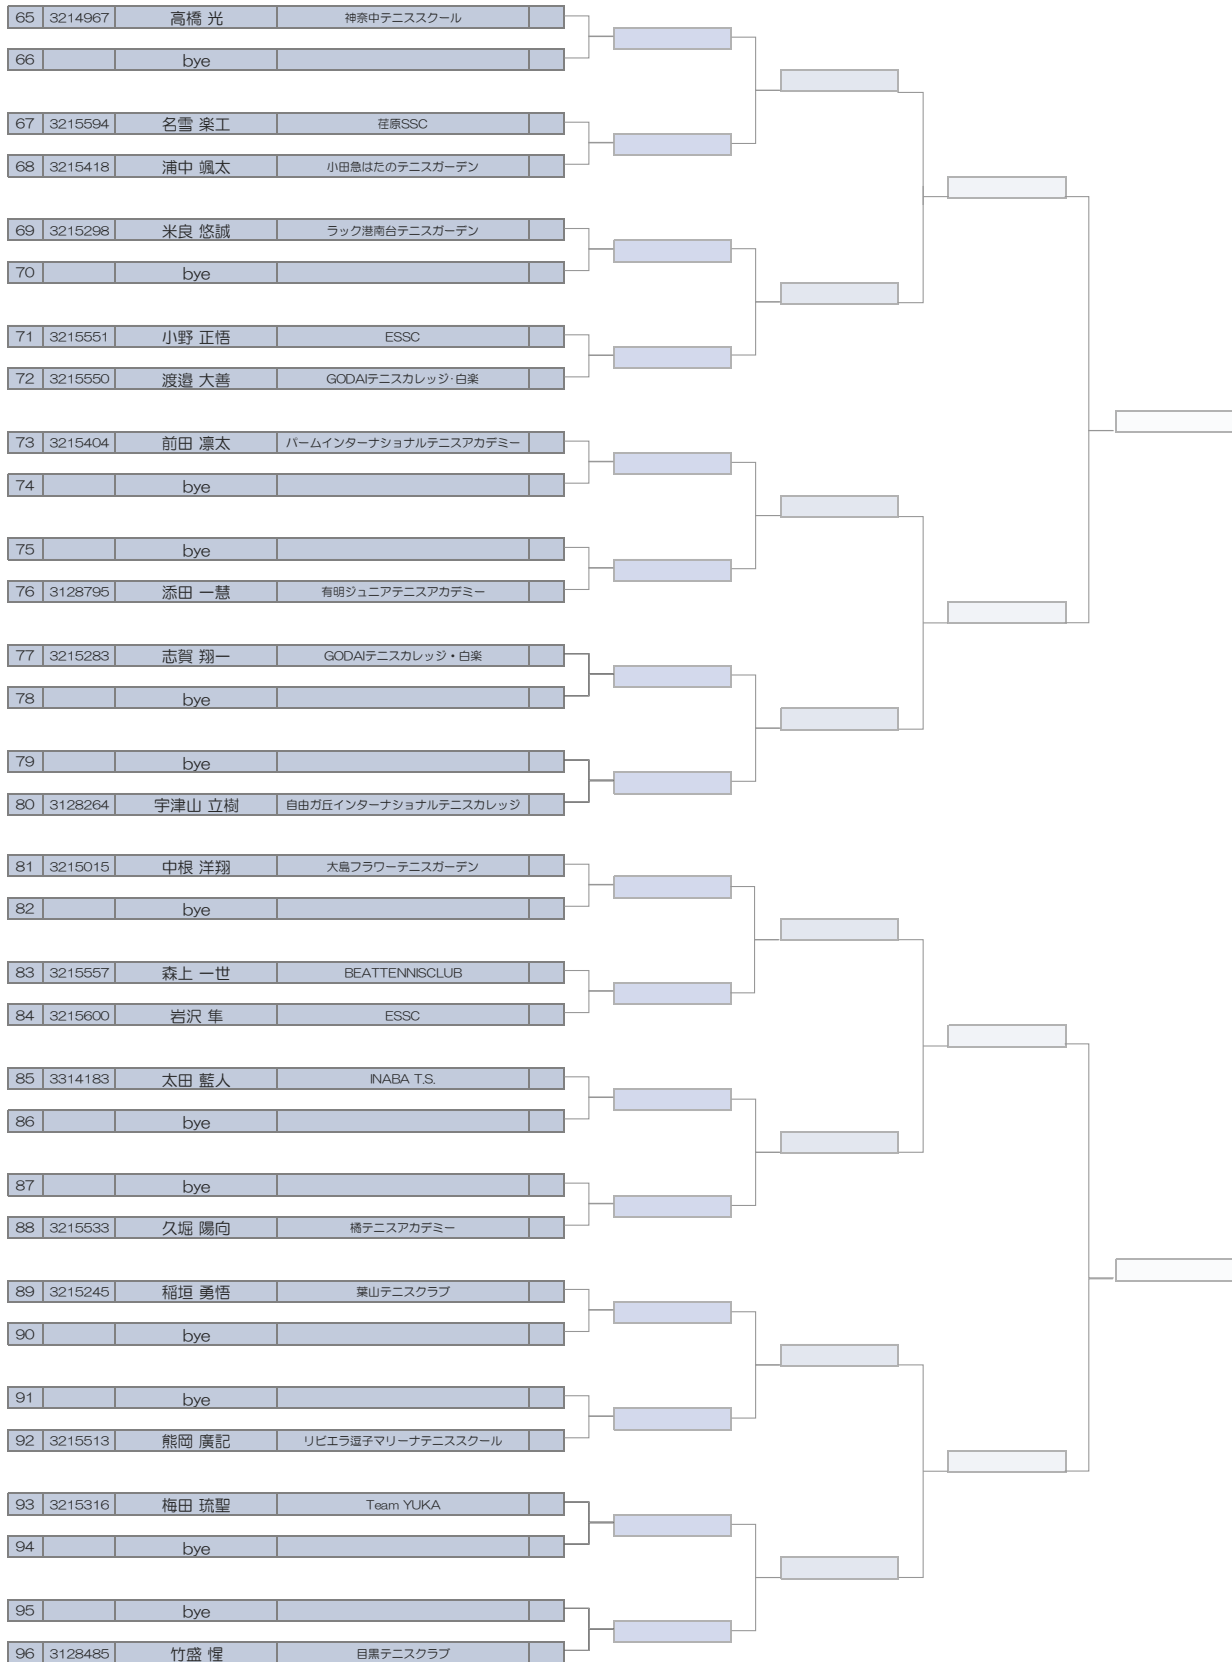 65 3214967 高橋 光 神奈中テニススクール
66 bye
67 3215594 名雪 楽工 荏原SSC
68 3215418 浦中 颯太 小田急はたのテニスガーデン
69 3215298 米良 悠誠 ラック港南台テニスガーデン
70 bye
71 3215551 小野 正悟 ESSC
72 3215550 渡邉 大善 GODAIテニスカレッジ･白楽
73 3215404 前田 凛太 パームインターナショナルテニスアカデミー
74 bye
75 bye
76 3128795 添田 一慧 有明ジュニアテニスアカデミー
77 3215283 志賀 翔一 GODAIテニスカレッジ・白楽
78 bye
79 bye
80 3128264 宇津山 立樹 自由ガ丘インターナショナルテニスカレッジ
81 3215015 中根 洋翔 大島フラワーテニスガーデン
82 bye
83 3215557 森上 一世 BEATTENNISCLUB
84 3215600 岩沢 隼 ESSC
85 3314183 太田 藍人 INABA T.S.
86 bye
87 bye
88 3215533 久堀 陽向 橘テニスアカデミー
89 3215245 稲垣 勇悟 葉山テニスクラブ
90 bye
91 bye
92 3215513 熊岡 廣記 リビエラ逗子マリーナテニススクール
93 3215316 梅田 琉聖 Team YUKA
94 bye
95 bye
96 3128485 竹盛 惺 目黒テニスクラブ